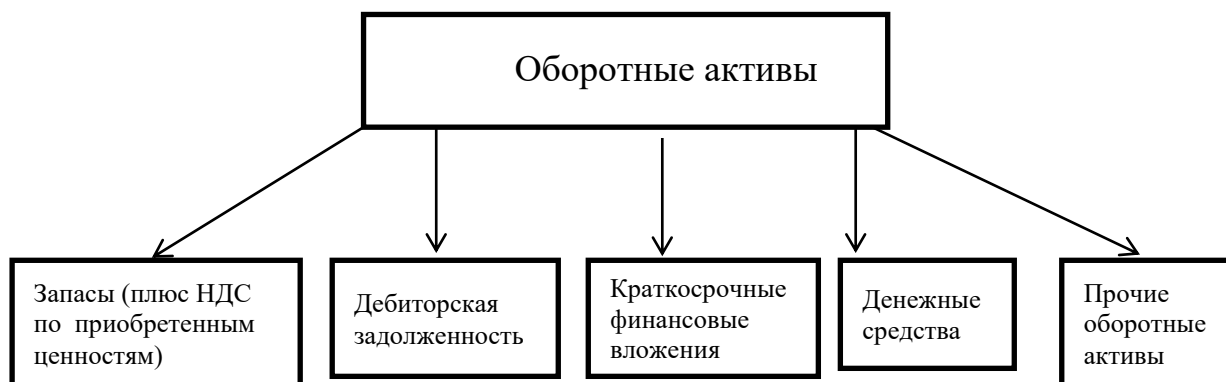 Оборотные активы
Запасы (плюс НДС
по приобретенным
ценностям)
Дебиторская
задолженность
Краткосрочные
финансовые
вложения
Денежные
средства
Прочие
оборотные
активы